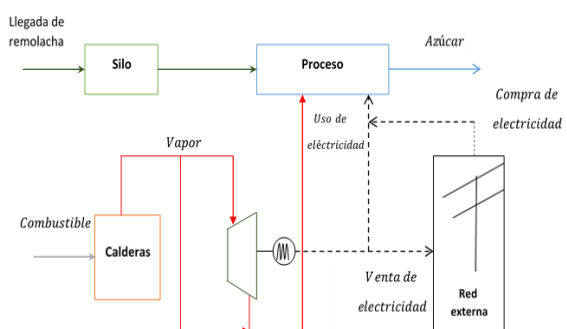 Llegada de
remolacha
Silo
Proceso
Azúcar
Compra de
electricidad
Uso de
eléctricidad
Vapor
Combustible
Calderas
Venta de
electricidad
Red
externa